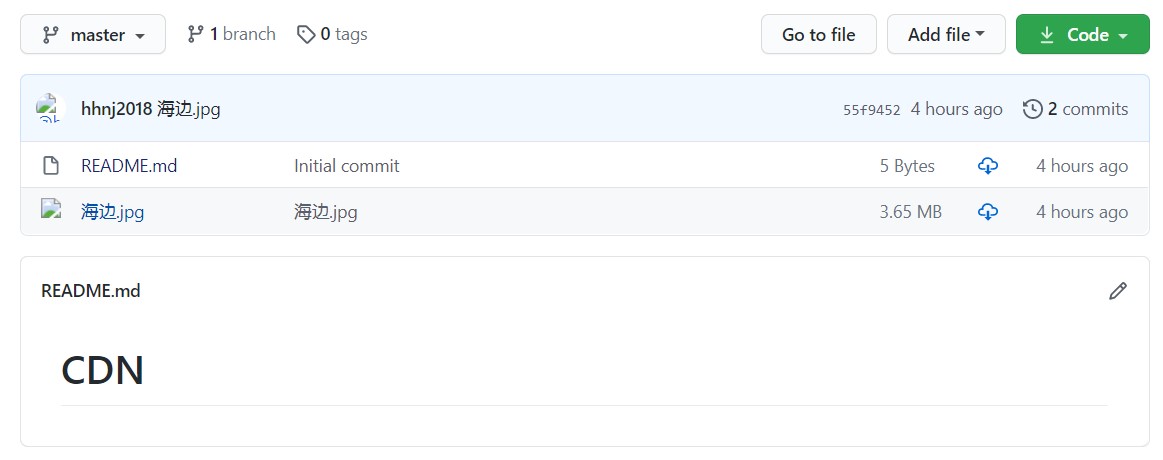 master 1 branch 0 tags Go to file Add file Code
hhnj2018 海边.jpg 55f9452 4 hours ago 2 commits
README.md Initial commit 5 Bytes 4 hours ago
海边.jpg 海边.jpg 3.65 MB 4 hours ago
README.md
CDN